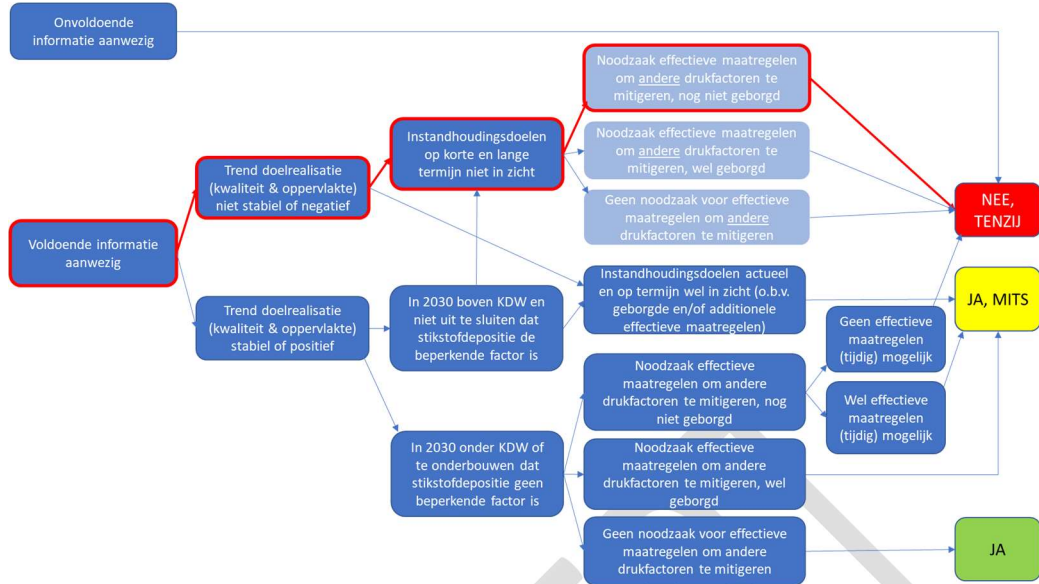 Onvoldoende
informatie aanwezig
Voldoende informatie
aanwezig
Trend doelrealisatie
(kwaliteit & oppervlakte)
niet stabiel of negatief
Trend doelrealisatie
(kwaliteit & oppervlakte)
stabiel of positief
Instandhoudingsdoelen
op korte en lange
termijn niet in zicht
In 2030 boven KDW en
niet uit te sluiten dat
stikstofdepositie de
beperkende factor is
In 2030 onder KDW of
te onderbouwen dat
stikstofdepositie geen
beperkende factor is
Noodzaak effectieve maatregelen
om andere drukfactoren te
mitigeren, nog niet geborgd
Noodzaak effectieve maatregelen
om andere drukfactoren te
mitigeren, wel geborgd
Geen noodzaak voor effectieve
maatregelen om andere
drukfactoren te mitigeren
Instandhoudingsdoelen actueel
en op termijn wel in zicht (o.b.v.
geborgde en/of additionele
effectieve maatregelen)
Noodzaak effectieve
maatregelen om andere
drukfactoren te mitigeren, nog
niet geborgd
Noodzaak effectieve
maatregelen om andere
drukfactoren te mitigeren, wel
geborgd
Geen noodzaak voor effectieve
maatregelen om andere
drukfactoren te mitigeren
Geen effectieve
maatregelen
(tijdig) mogelijk
Wel effectieve
maatregelen
(tijdig) mogelijk
NEE,
TENZIJ
JA, MITS
JA